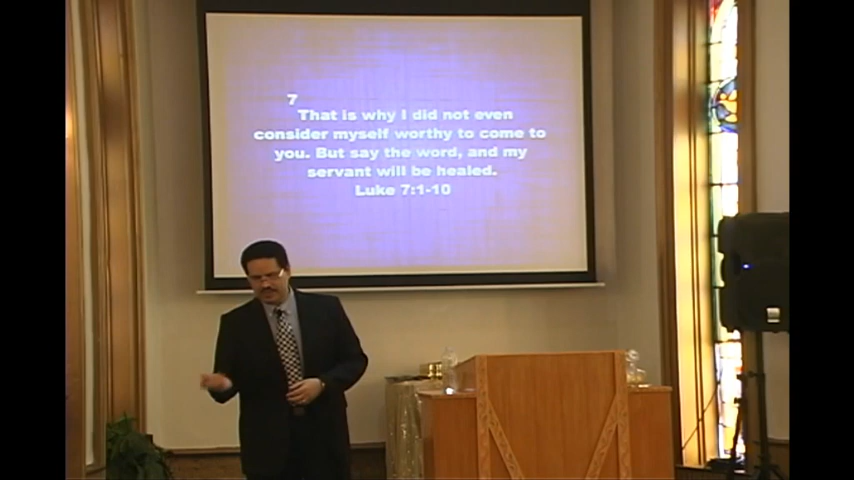 7
That is why I did not even
consider myself worthy to come to
you. But say the word, and my
servant will be healed.
Luke 7:1-10